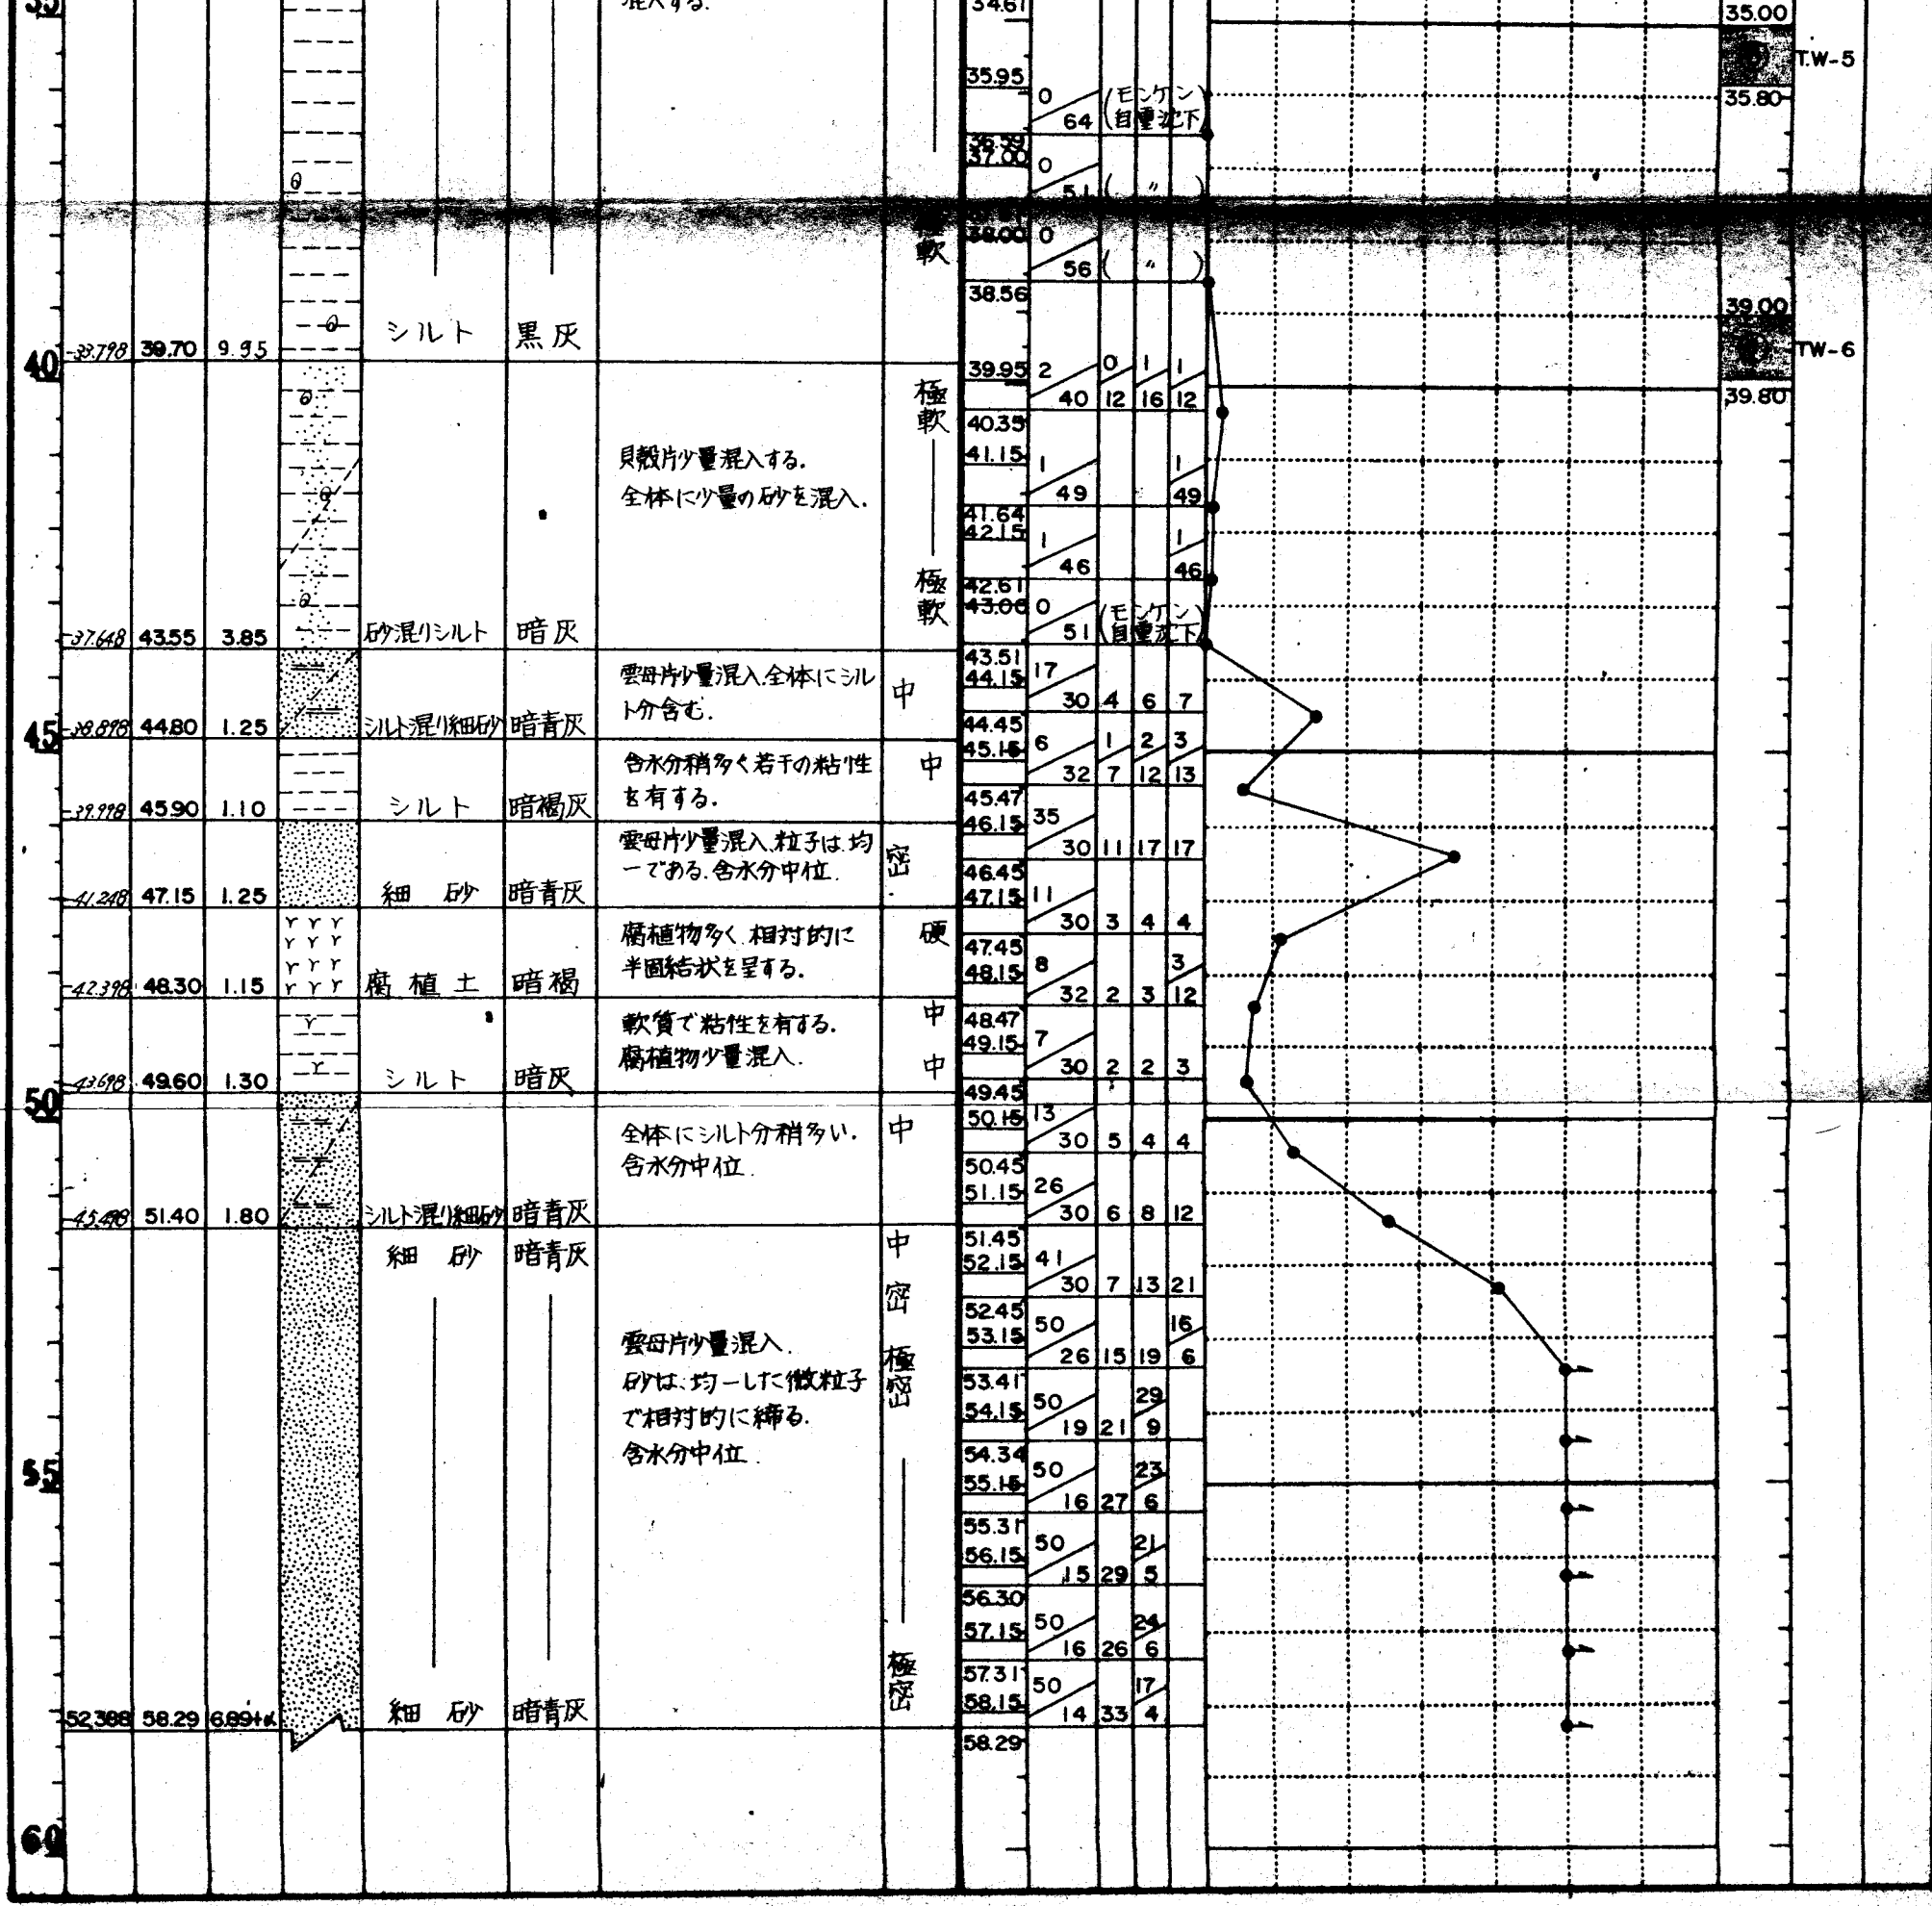 35 混入する. 34.61 35.00
T.W-5
35.95 0 (モンケン) 35.80
64 (自重沈下)
36.59
37.00 0
51 ( 〃 )
極軟 38.00 0
56 ( 〃 )
38.56
39.00
シルト 黒灰
TW-6
40 -33.798 39.70 9.95
39.95 2 0 1 1
極軟 40 12 16 12 39.80
40.35
貝殻片少量混入する. 41.15 1 1
全体に少量の砂を混入. 49 49
41.64
42.15 1 1
46 46
極軟 42.61
43.00 0 (モンケン)
-37.648 43.55 3.85 砂混りシルト 暗灰 51 (自重沈下)
43.51
雲母片少量混入.全体にシル 中 44.15 17
ト分含む. 30 4 6 7
45 -38.898 44.80 1.25 シルト混り細砂 暗青灰 44.45
45.15 6 1 2 3
含水分稍多く若干の粘性 中 32 7 12 13
-39.998 45.90 1.10 シルト 暗褐灰 を有する. 45.47
46.15 35
雲母片少量混入.粒子は均 密 30 11 17 17
一である.含水分中位. 46.45
-41.248 47.15 1.25 細砂 暗青灰 47.15 11
30 3 4 4
腐植物多く相対的に 硬 47.45
半固結状を呈する. 48.15 8 3
-42.398 48.30 1.15 腐植土 暗褐 32 2 3 12
軟質で粘性を有する. 中 48.47
49.15 7
腐植物少量混入. 中 30 2 2 3
-43.698 49.60 1.30 シルト 暗灰 49.45
50 50.15 13
全体にシルト分稍多い. 中 30 5 4 4
含水分中位. 50.45
51.15 26
-45.498 51.40 1.80 シルト混り細砂 暗青灰 30 6 8 12
細砂 暗青灰 中 51.45
52.15 41
密 30 7 13 21
52.45
雲母片少量混入. 53.15 50 16
極密 26 15 19 6
砂は、均一した微粒子 53.41
で相対的に締る. 54.15 50 29
19 21 9
含水分中位. 54.34
55 55.15 50 23
16 27 6
55.31
56.15 50 21
15 29 5
56.30
57.15 50 24
16 26 6
極密 57.31
58.15 50 17
52.388 58.29 6.89+α 細砂 暗青灰 14 33 4
58.29
60